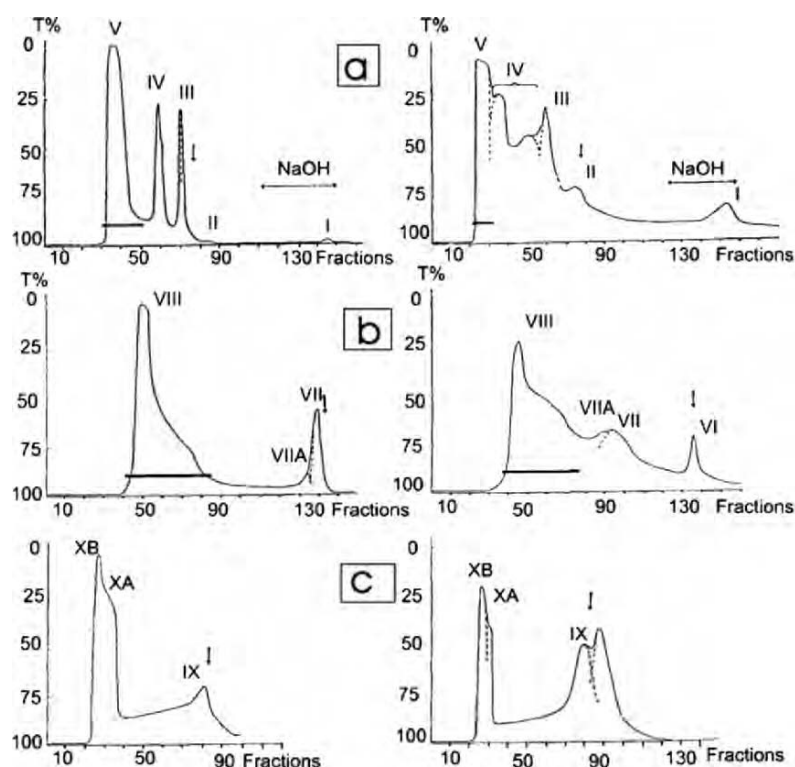 T%
V
0
IV
III
25
50
NaOH
75
II
I
100
10 50 90 130 Fractions
a
T%
V
0
IV
25
III
50
II
NaOH
75
I
100
10 50 90 130 Fractions
T%
0
VIII
25
50
VII
75
VIIA
100
10 50 90 130 Fractions
b
0
VIII
25
50
VIIA
VII
75
VI
100
10 50 90 130 Fractions
0
XB
XA
25
50
IX
75
100
10 50 90 Fractions
c
0
XB
25
XA
50
IX
75
100
10 50 90 130 Fractions